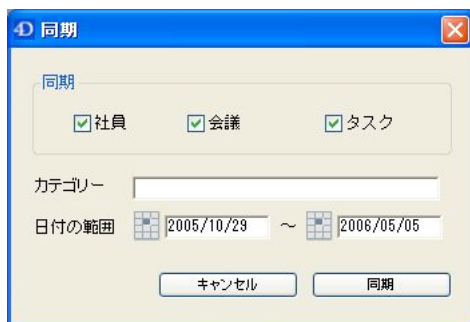 4D 同期
同期
社員 会議 タスク
カテゴリー
日付の範囲 2005/10/29 ～ 2006/05/05
キャンセル 同期